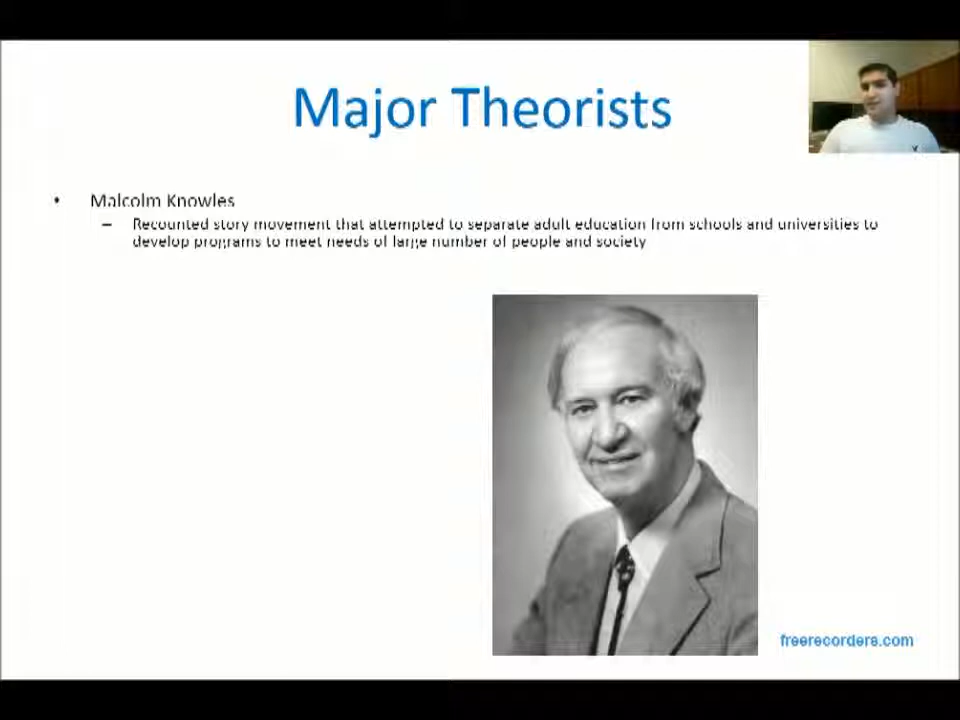 Major Theorists
• Malcolm Knowles
– Recounted story movement that attempted to separate adult education from schools and universities to
develop programs to meet needs of large number of people and society
freerecorders.com